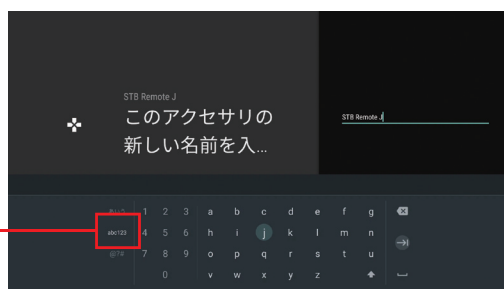 STB Remote J
このアクセサリの
新しい名前を入...
STB Remote J
1 2 3 a b c d e f g
abc123 4 5 6 h i j k l m n
@?# 7 8 9 o p q r s t u
0 v w x y z